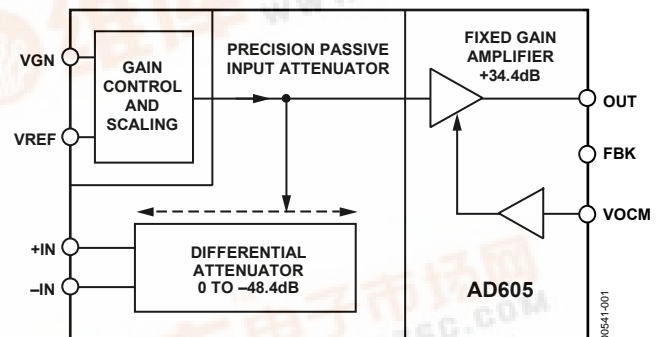 VGN
VREF
GAIN
CONTROL
AND
SCALING
PRECISION PASSIVE
INPUT ATTENUATOR
FIXED GAIN
AMPLIFIER
+34.4dB
OUT
FBK
VOCM
+IN
–IN
DIFFERENTIAL
ATTENUATOR
0 TO –48.4dB
AD605
00541-001